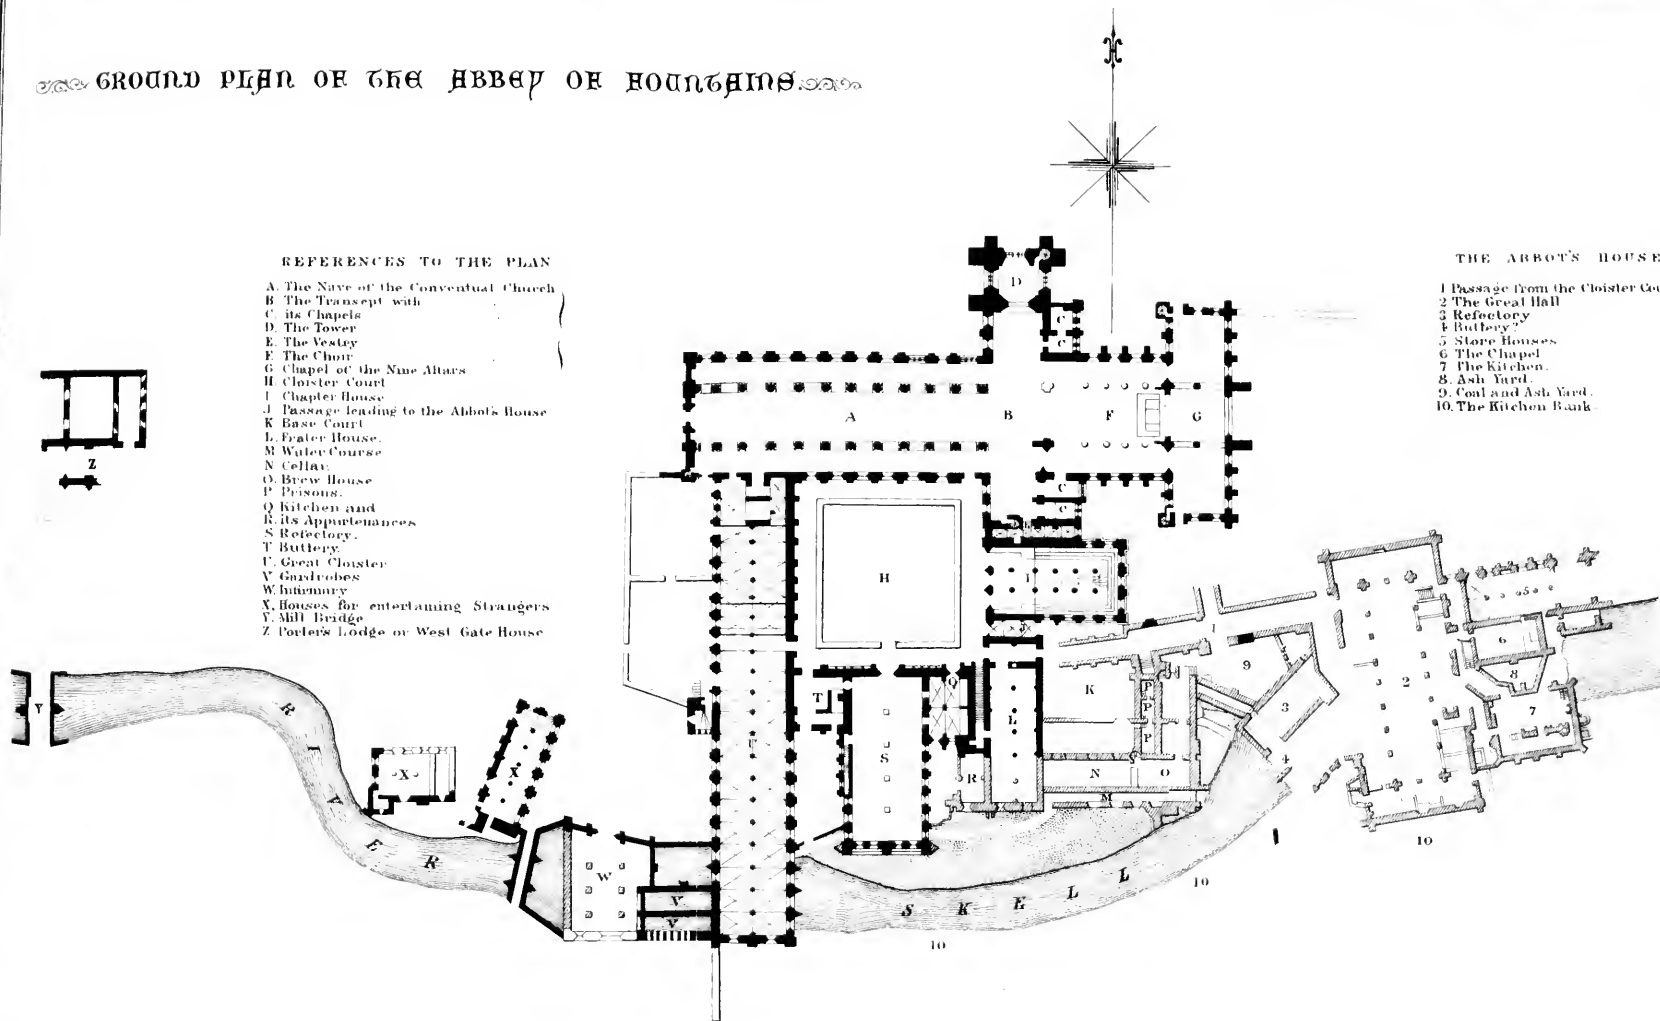 GROUND PLAN OF THE ABBEY OF FOUNTAINS.
REFERENCES TO THE PLAN
A. The Nave of the Conventual Church
B The Transept with
C. its Chapels
D. The Tower
E. The Vestry
F. The Choir
G Chapel of the Nine Altars
H. Cloister Court
I Chapter House
J Passage leading to the Abbot's House
K Base Court
L. Frater House.
M Water Course
N Cellar.
O. Brew House
P Prisons.
Q Kitchen and
R. its Appurtenances
S Refectory.
T Buttery.
U. Great Cloister
V Gardrobes
W. Infirmary
X. Houses for entertaining Strangers
Y. Mill Bridge
Z Porter's Lodge or West Gate House
THE ABBOT'S HOUSE
1 Passage from the Cloister Cou
2 The Great Hall
3 Refectory
4 Buttery?
5 Store Houses
6 The Chapel
7 The Kitchen.
8. Ash Yard.
9. Coal and Ash Yard.
10. The Kitchen Bank.
D
C
C
A
B
F
G
Z
C
C
H
I
J
1
5
6
9
8
K
P
2
Q
T
P
3
7
Y
L
P
S
4
X
X
R
N
O
M
10
W
V
V
10
10
RIVER
SKELL